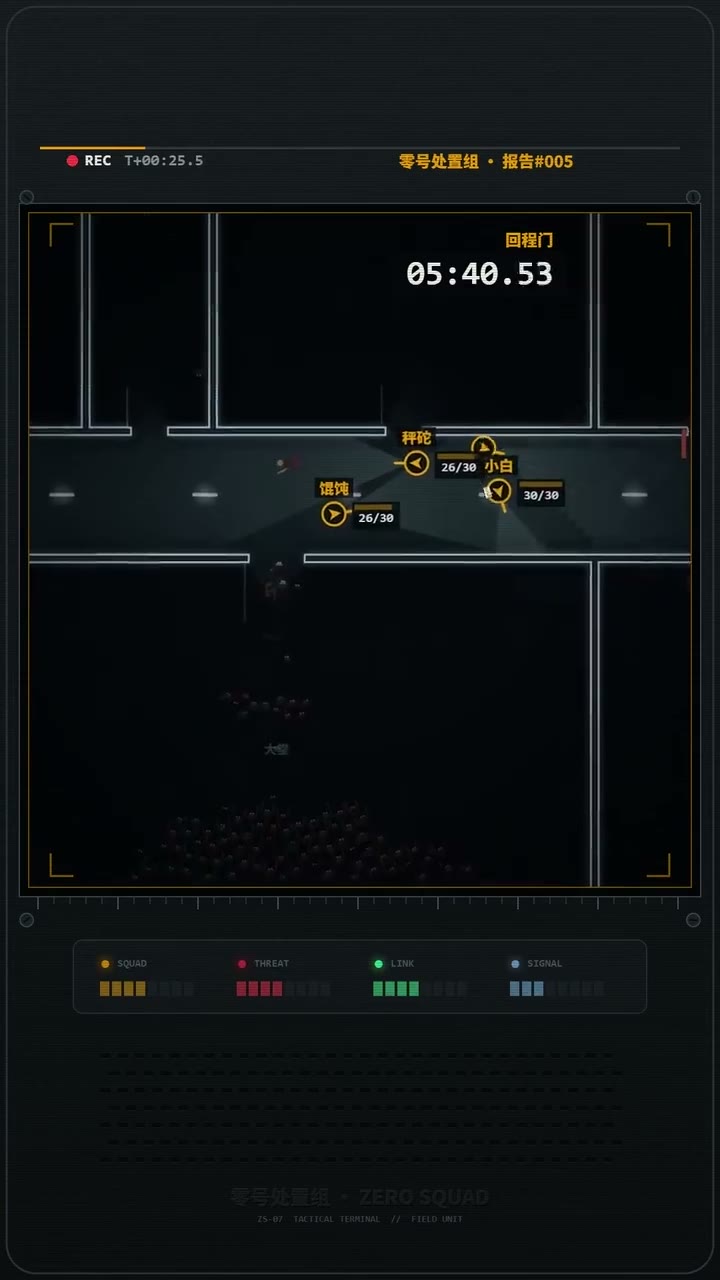 REC T+00:25.5
零号处置组 • 报告#005
回程门
05:40.53
秤砣
26/30
小白
30/30
馄饨
26/30
SQUAD
THREAT
LINK
SIGNAL
零号处置组 • ZERO SQUAD
ZS-07 TACTICAL TERMINAL // FIELD UNIT